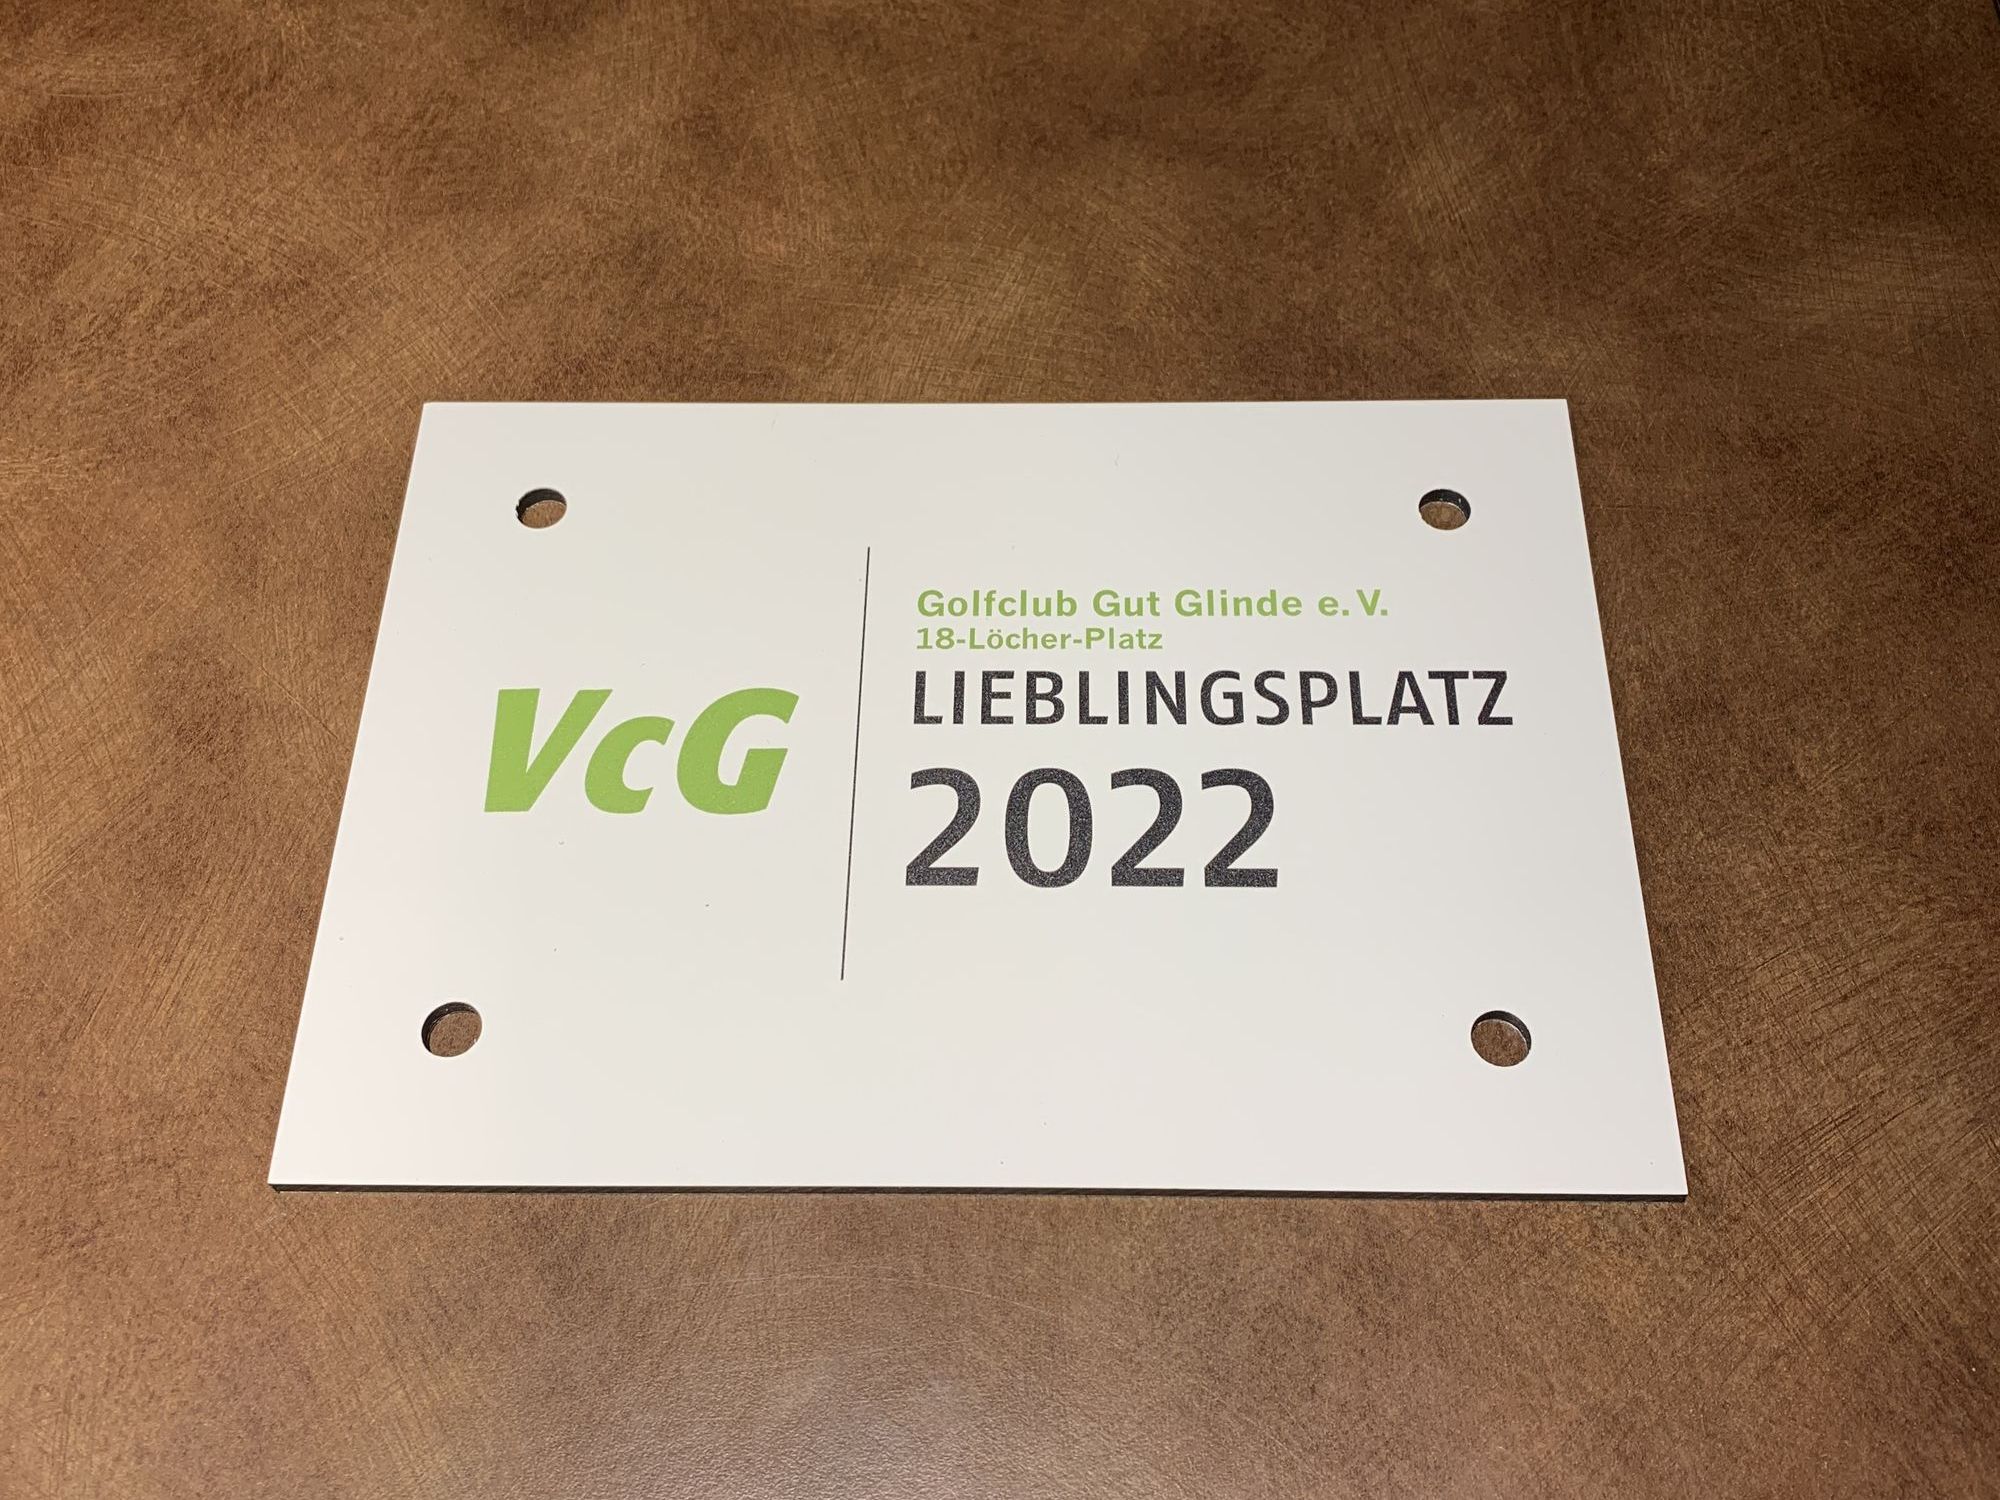 VcG
Golfclub Gut Glinde e.V.
18-Löcher-Platz
LIEBLINGSPLATZ
2022